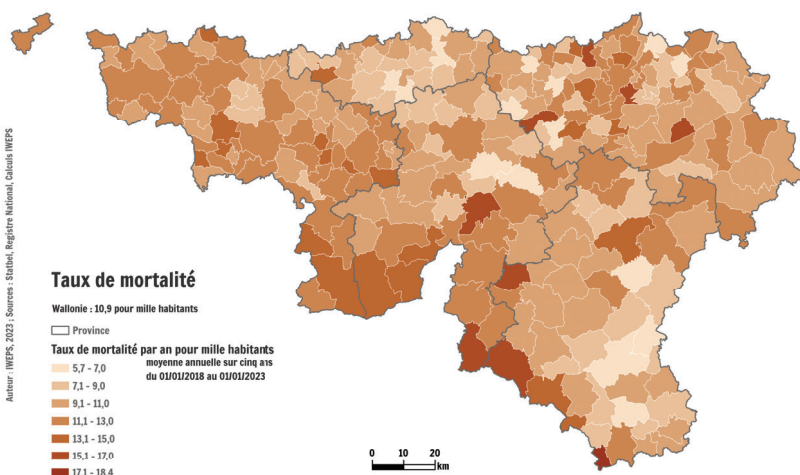 Taux de mortalité
Wallonie : 10,9 pour mille habitants
Province
Taux de mortalité par an pour mille habitants
moyenne annuelle sur cinq ans
du 01/01/2018 au 01/01/2023
5,7 - 7,0
7,1 - 9,0
9,1 - 11,0
11,1 - 13,0
13,1 - 15,0
15,1 - 17,0
17,1 - 18,4
0 10 20
km
Auteur : IWEPS, 2023 ; Sources : Statbel, Registre National, Calculs IWEPS